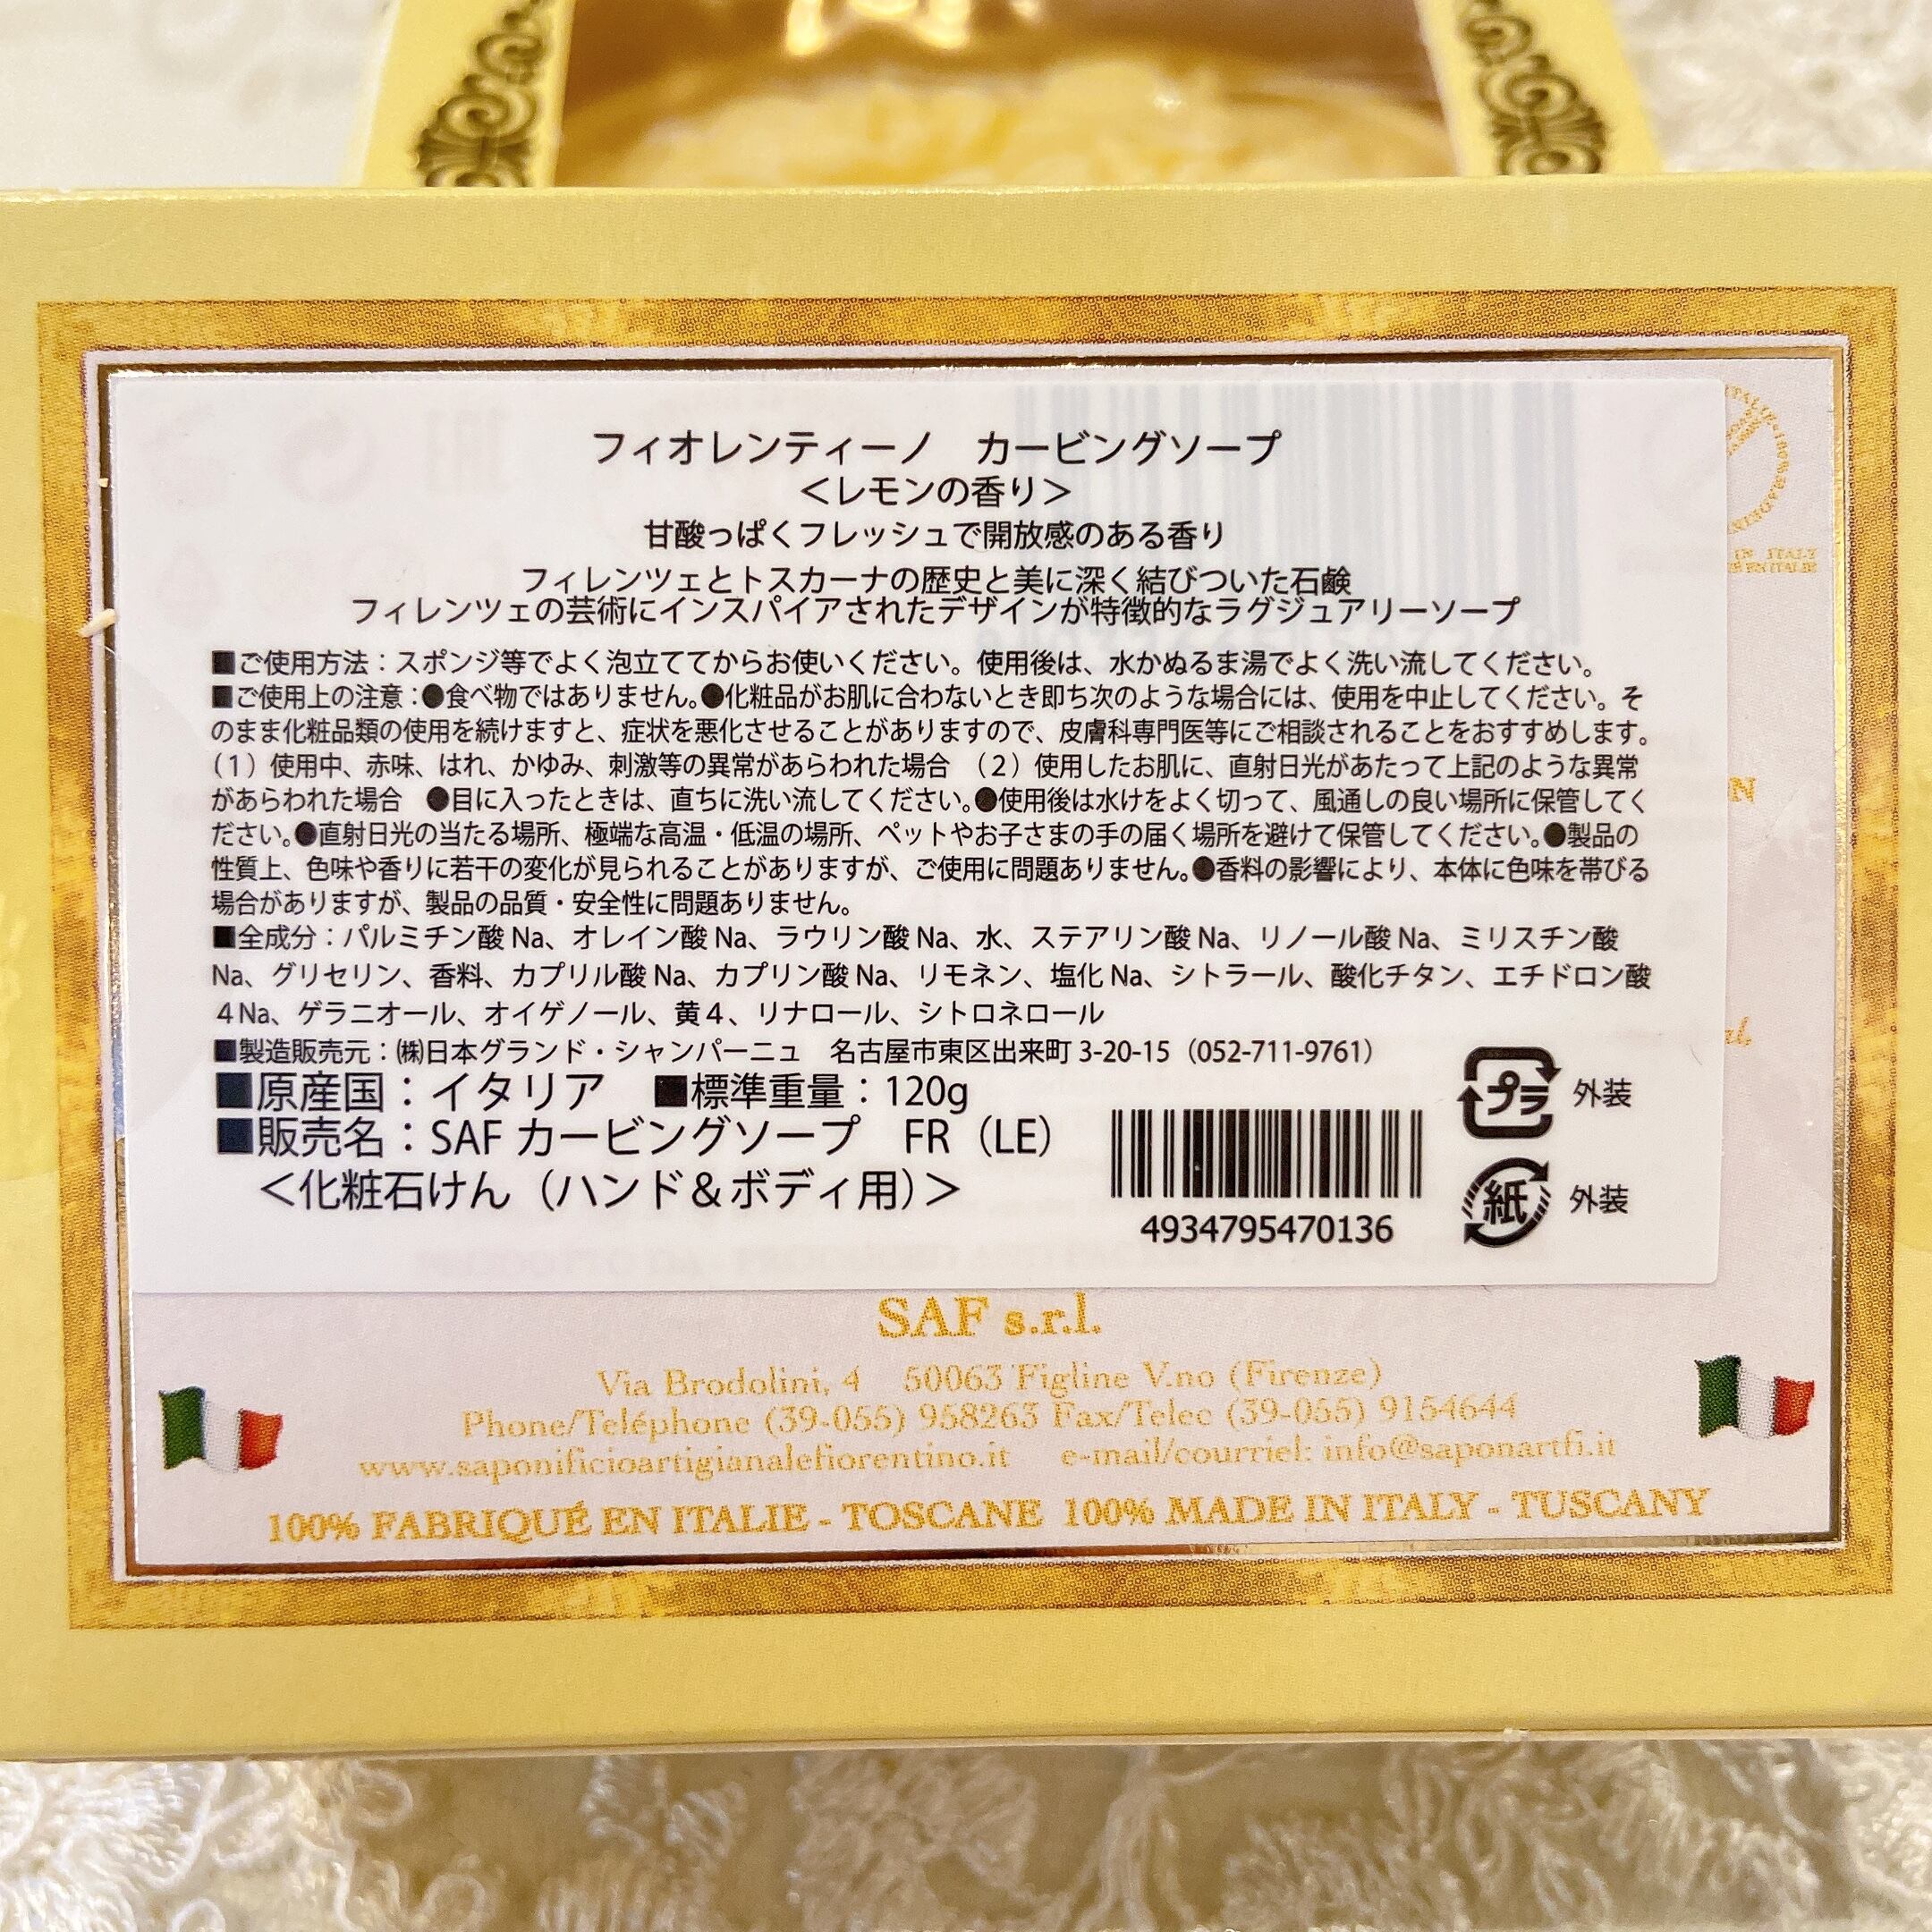 フィオレンティーノ　カービングソープ
＜レモンの香り＞
甘酸っぱくフレッシュで開放感のある香り
フィレンツェとトスカーナの歴史と美に深く結びついた石鹸
フィレンツェの芸術にインスパイアされたデザインが特徴的なラグジュアリーソープ
■ご使用方法：スポンジ等でよく泡立ててからお使いください。使用後は、水かぬるま湯でよく洗い流してください。
■ご使用上の注意：●食べ物ではありません。●化粧品がお肌に合わないとき即ち次のような場合には、使用を中止してください。そ
のまま化粧品類の使用を続けますと、症状を悪化させることがありますので、皮膚科専門医等にご相談されることをおすすめします。
（１）使用中、赤味、はれ、かゆみ、刺激等の異常があらわれた場合　（２）使用したお肌に、直射日光があたって上記のような異常
があらわれた場合　●目に入ったときは、直ちに洗い流してください。●使用後は水けをよく切って、風通しの良い場所に保管してく
ださい。●直射日光の当たる場所、極端な高温・低温の場所、ペットやお子さまの手の届く場所を避けて保管してください。●製品の
性質上、色味や香りに若干の変化が見られることがありますが、ご使用に問題ありません。●香料の影響により、本体に色味を帯びる
場合がありますが、製品の品質・安全性に問題ありません。
■全成分：パルミチン酸 Na、オレイン酸 Na、ラウリン酸 Na、水、ステアリン酸 Na、リノール酸 Na、ミリスチン酸
Na、グリセリン、香料、カプリル酸 Na、カプリン酸 Na、リモネン、塩化 Na、シトラール、酸化チタン、エチドロン酸
４Na、ゲラニオール、オイゲノール、黄４、リナロール、シトロネロール
■製造販売元：㈱日本グランド・シャンパーニュ　名古屋市東区出来町 3-20-15（052-711-9761）
■原産国：イタリア　■標準重量：120g
■販売名：SAF カービングソープ　FR（LE）
＜化粧石けん（ハンド＆ボディ用）＞
4934795470136
プラ 外装
紙 外装
IN ITALY
EN ITALIE
SAF s.r.l.
Via Brodolini, 4 50063 Figline V.no (Firenze)
Phone/Teléphone (39-055) 958263 Fax/Telec (39-055) 9154644
www.saponificioartigianalefiorentino.it e-mail/courriel: info@saponartfi.it
100% FABRIQUÉ EN ITALIE - TOSCANE 100% MADE IN ITALY - TUSCANY